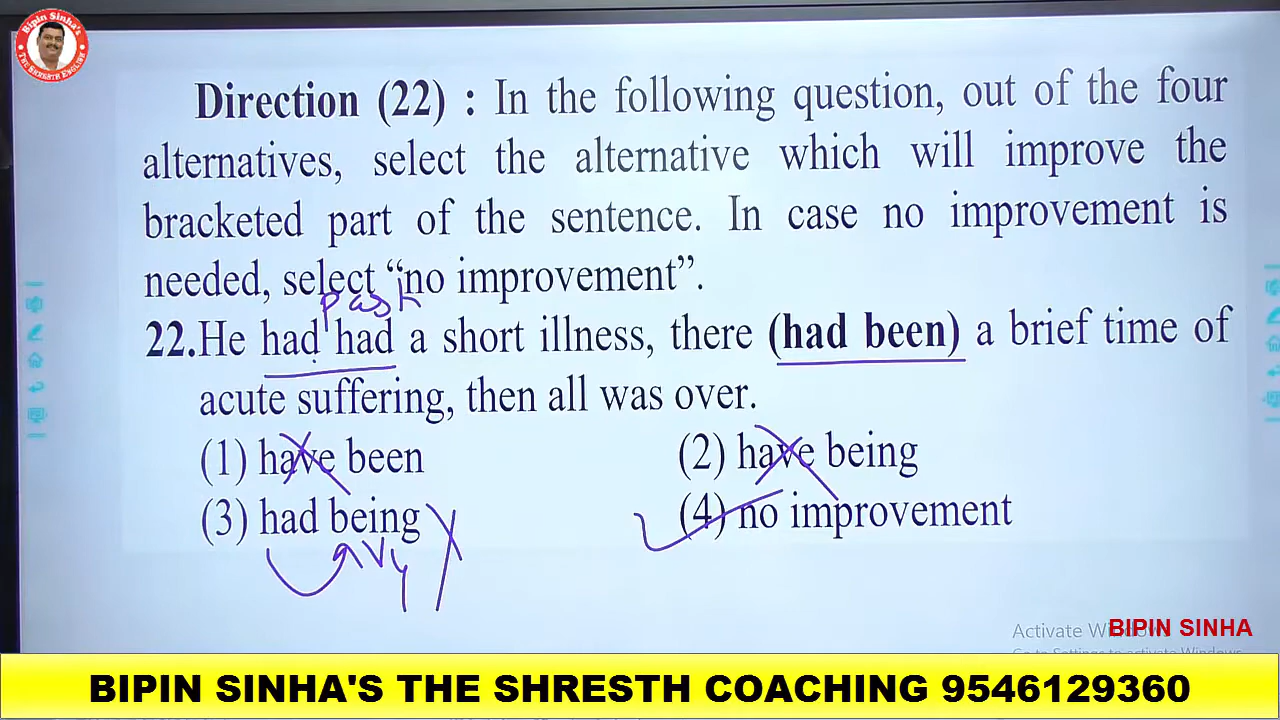 Bipin Sinha's
THE SHRESTH ENGLISH
Direction (22) : In the following question, out of the four
alternatives, select the alternative which will improve the
bracketed part of the sentence. In case no improvement is
needed, select “no improvement”.
past
22.He had had a short illness, there (had been) a brief time of
acute suffering, then all was over.
(1) have been (2) have being
(3) had being (4) no improvement
Activate Windows
BIPIN SINHA
Go to Settings to activate Windows.
BIPIN SINHA'S THE SHRESTH COACHING 9546129360